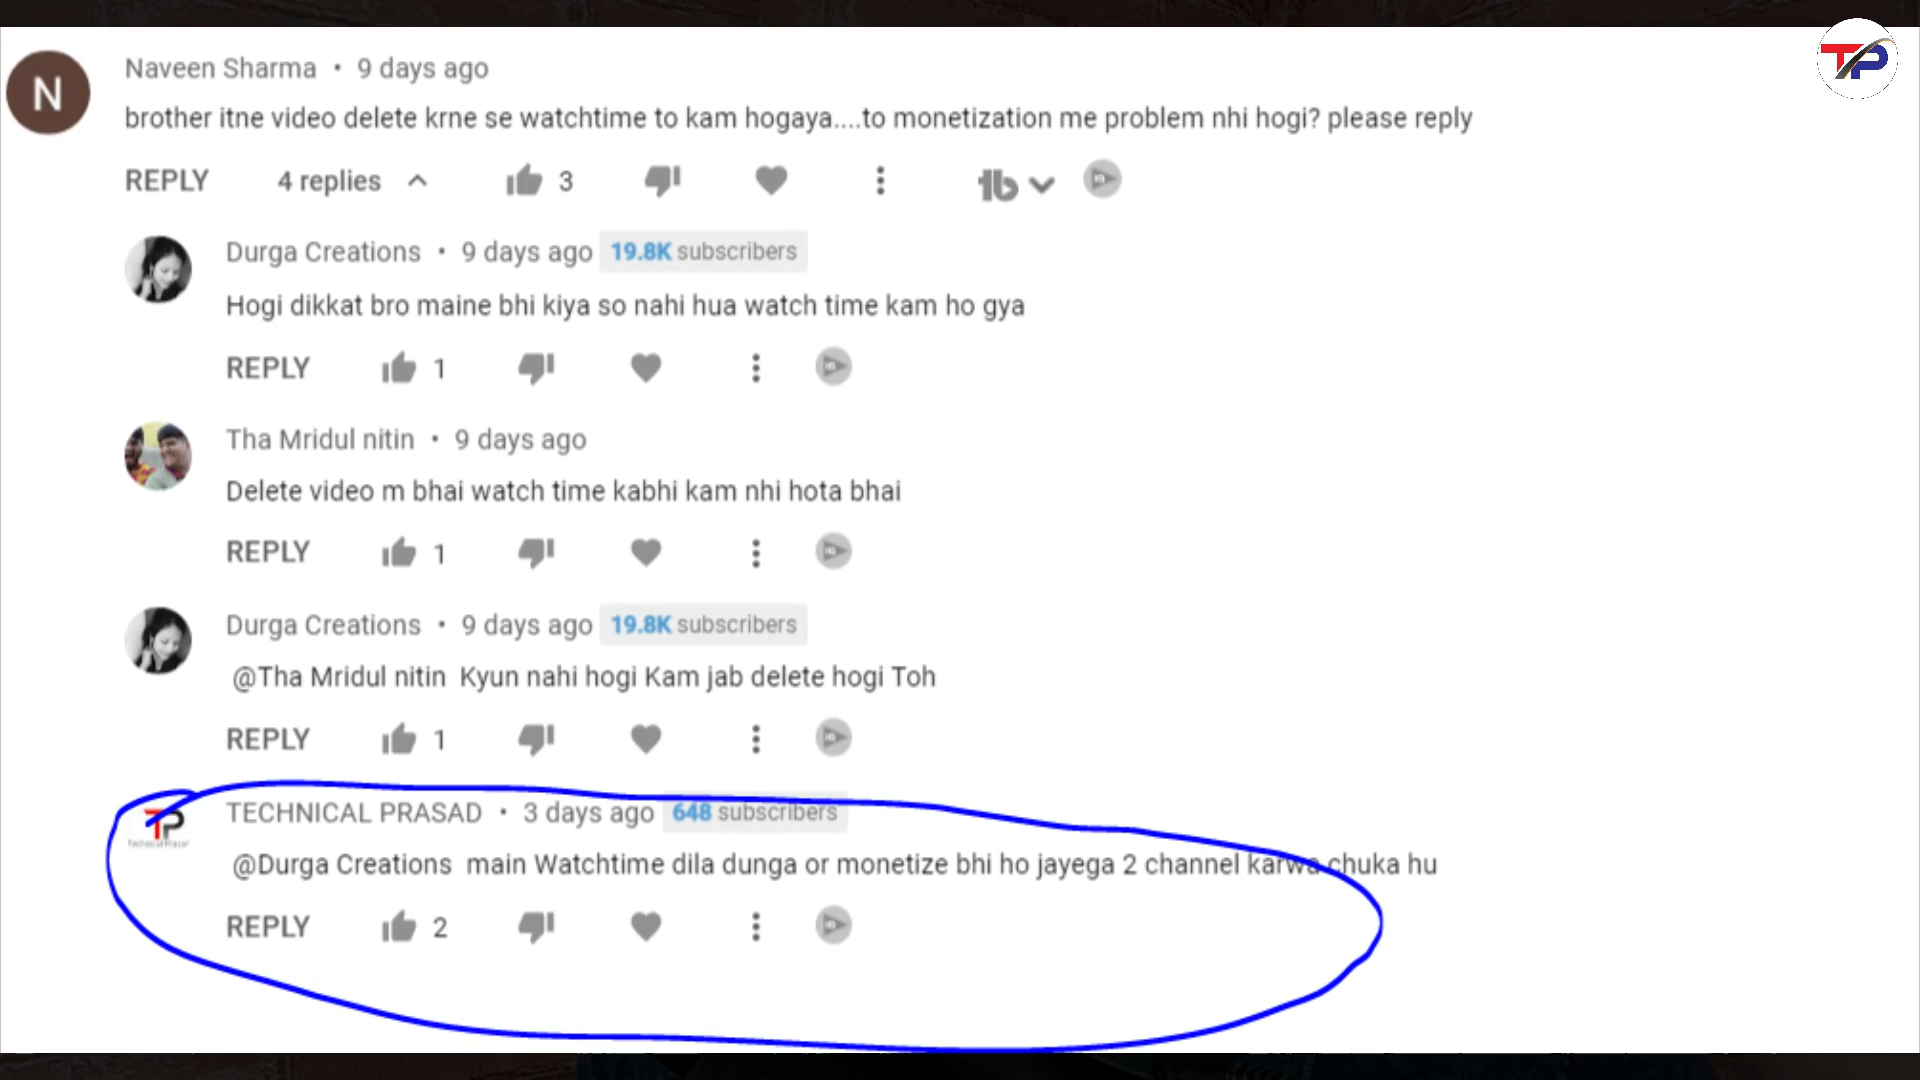 TP
N
Naveen Sharma • 9 days ago
brother itne video delete krne se watchtime to kam hogaya....to monetization me problem nhi hogi? please reply
REPLY 4 replies 3
Durga Creations • 9 days ago 19.8K subscribers
Hogi dikkat bro maine bhi kiya so nahi hua watch time kam ho gya
REPLY 1
Tha Mridul nitin • 9 days ago
Delete video m bhai watch time kabhi kam nhi hota bhai
REPLY 1
Durga Creations • 9 days ago 19.8K subscribers
@Tha Mridul nitin Kyun nahi hogi Kam jab delete hogi Toh
REPLY 1
TP
TECHNICAL PRASAD • 3 days ago 648 subscribers
@Durga Creations main Watchtime dila dunga or monetize bhi ho jayega 2 channel karwa chuka hu
REPLY 2